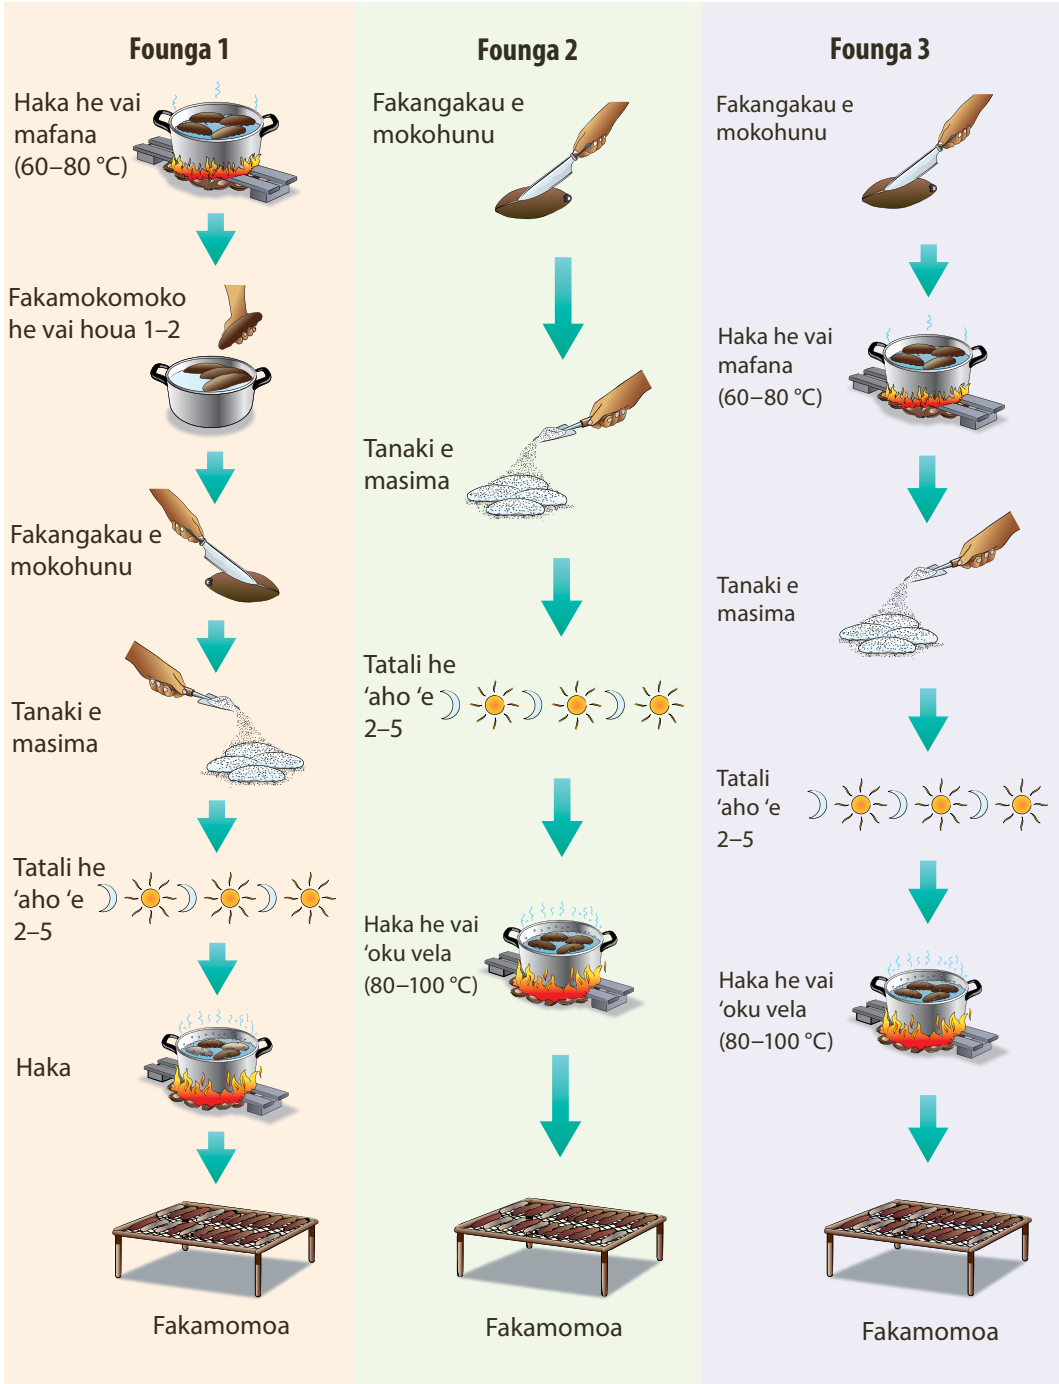 Founga 1
Haka he vai
mafana
(60–80 °C)
Fakamokomoko
he vai houa 1–2
Fakangakau e
mokohunu
Tanaki e
masima
Tatali he
‘aho ‘e
2–5
Haka
Fakamomoa
Founga 2
Fakangakau e
mokohunu
Tanaki e
masima
Tatali he
‘aho ‘e
2–5
Haka he vai
‘oku vela
(80–100 °C)
Fakamomoa
Founga 3
Fakangakau e
mokohunu
Haka he vai
mafana
(60–80 °C)
Tanaki e
masima
Tatali
‘aho ‘e
2–5
Haka he vai
‘oku vela
(80–100 °C)
Fakamomoa